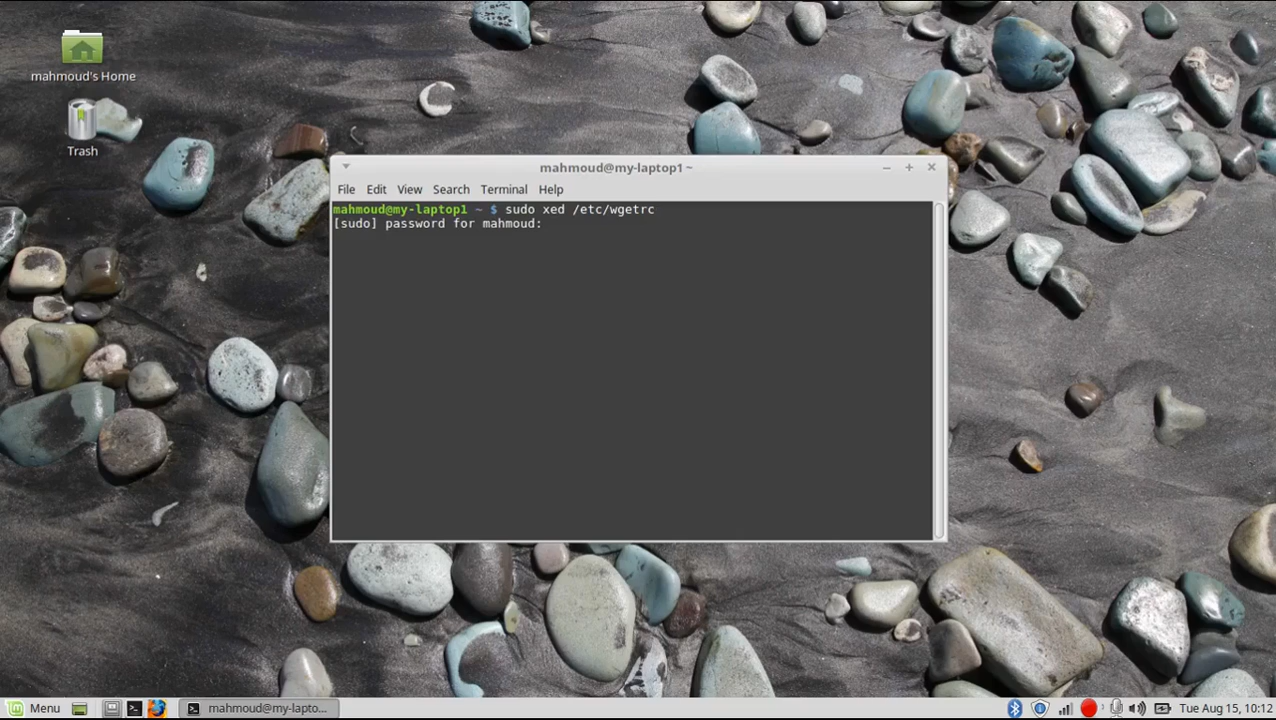 mahmoud's Home
Trash
mahmoud@my-laptop1 ~
File Edit View Search Terminal Help
mahmoud@my-laptop1 ~ $ sudo xed /etc/wgetrc
[sudo] password for mahmoud:
Menu
mahmoud@my-lapto...
Tue Aug 15, 10:12